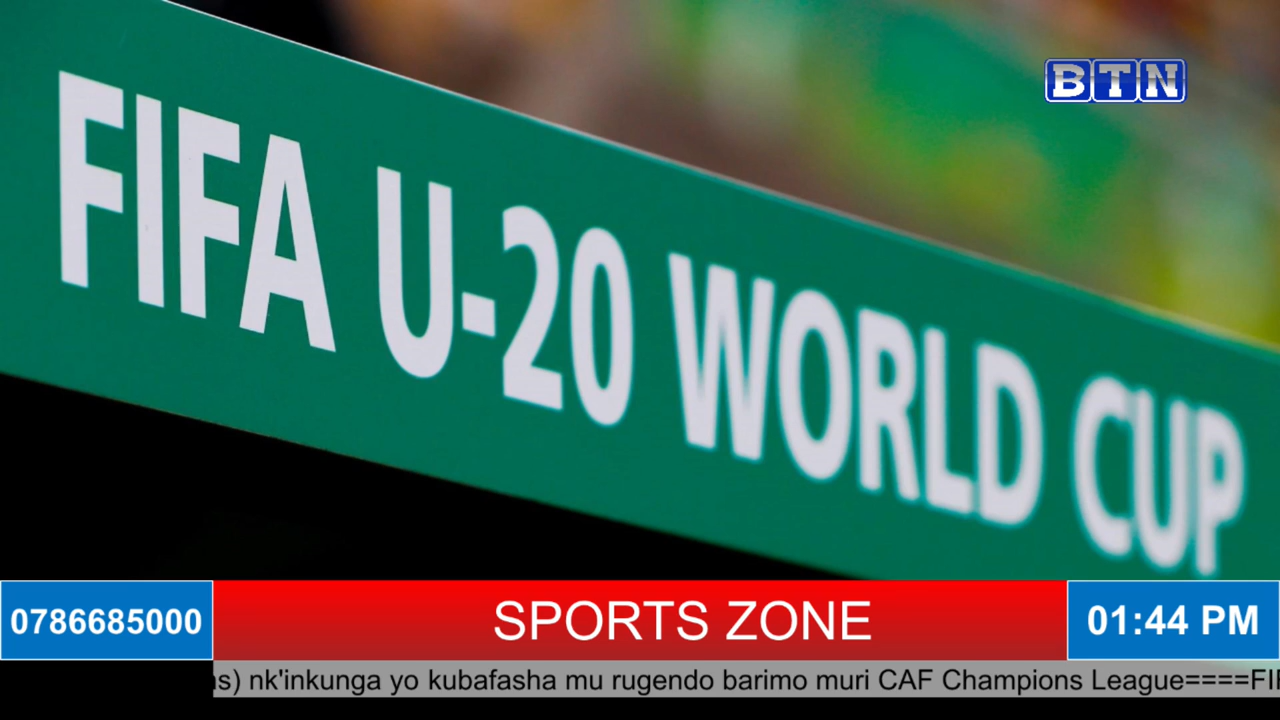 BTN
FIFA U-20 WORLD CUP
0786685000
SPORTS ZONE
01:44 PM
nk'inkunga yo kubafasha mu rugendo barimo muri CAF Champions League====